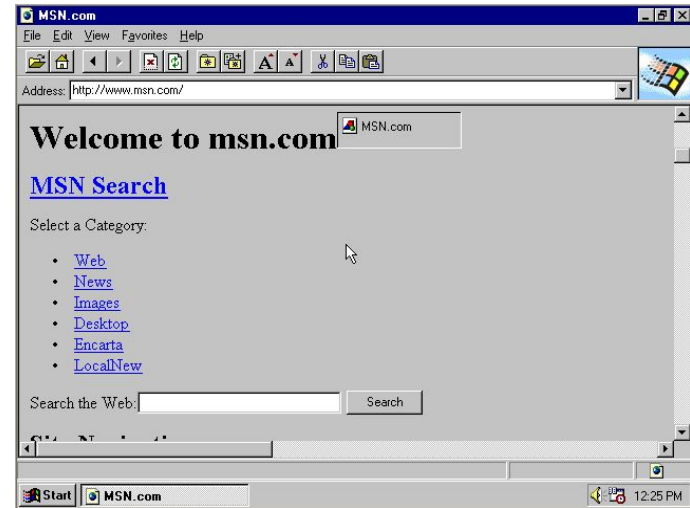 MSN.com
File Edit View Favorites Help
Address: http://www.msn.com/
Welcome to msn.com MSN.com
MSN Search
Select a Category:
• Web
• News
• Images
• Desktop
• Encarta
• LocalNew
Search the Web: Search
Start MSN.com 12:25 PM